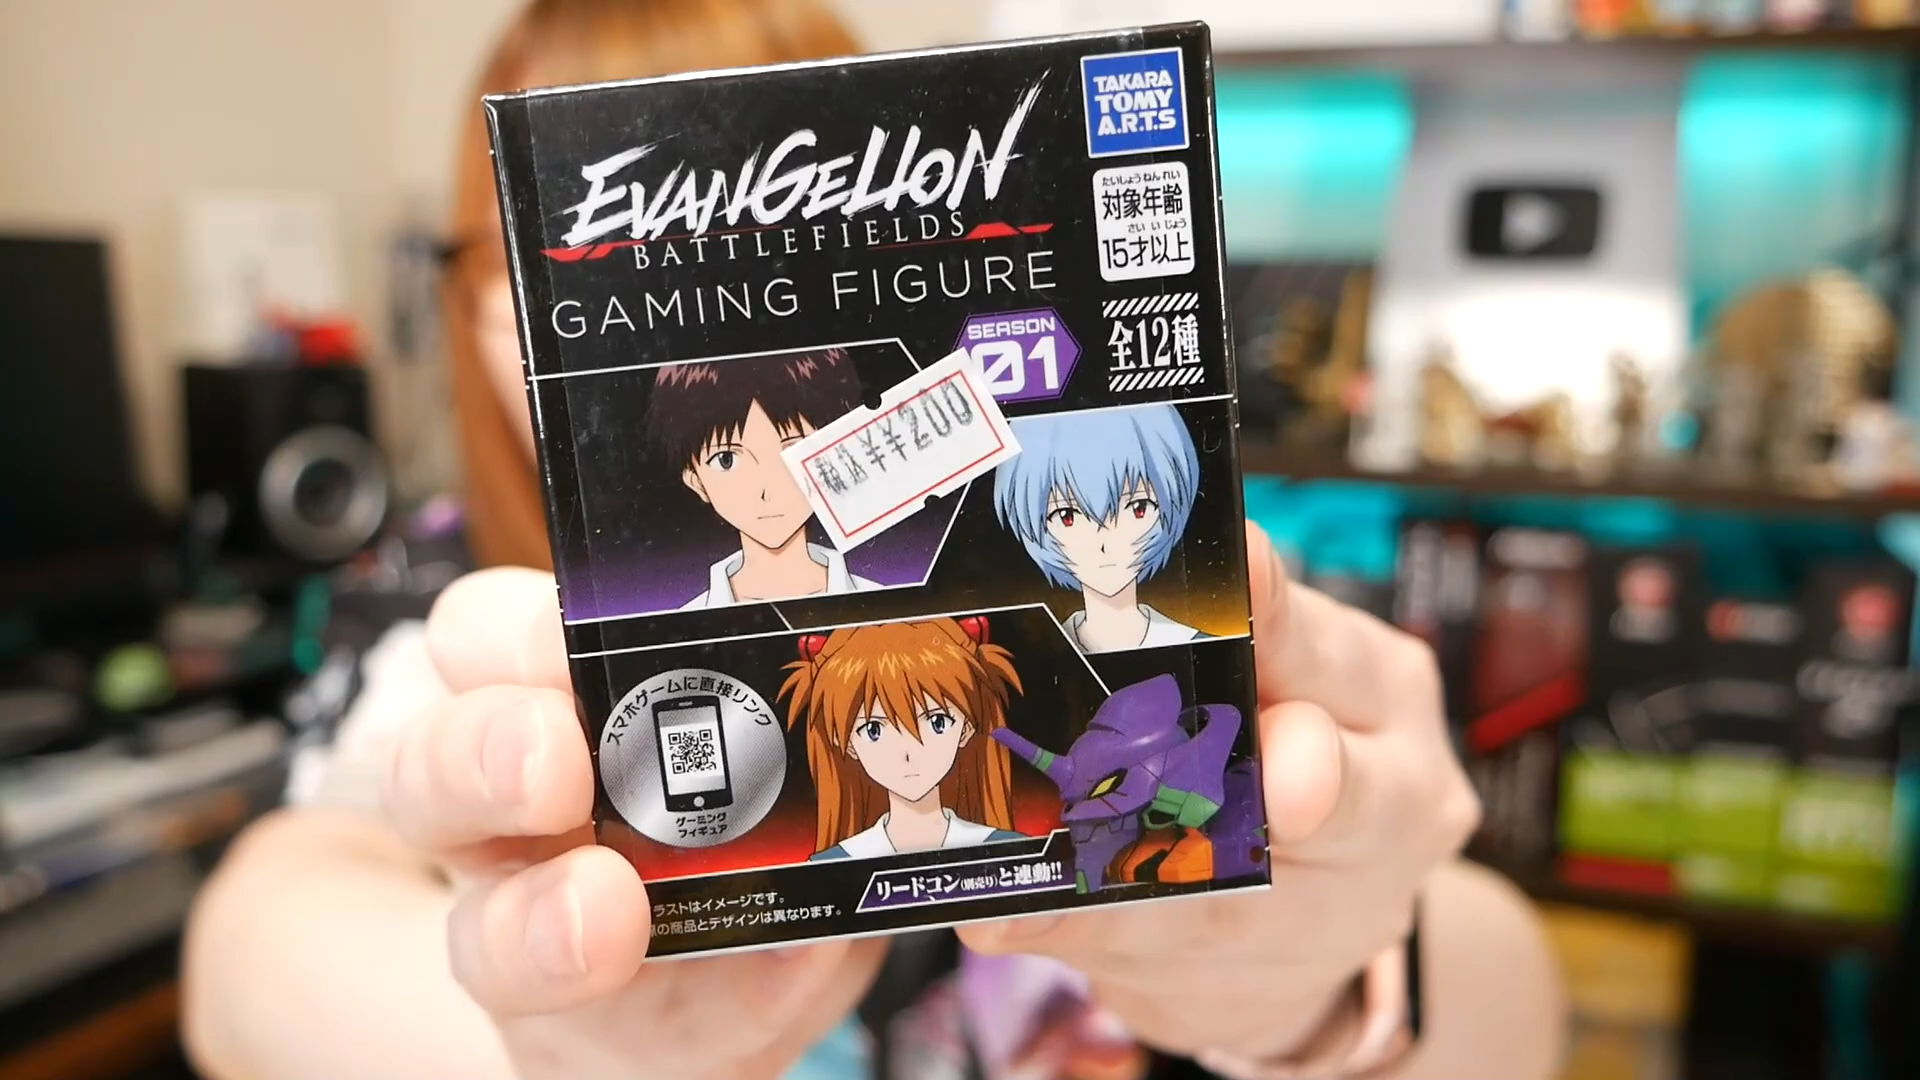 TAKARA
TOMY
A.R.T.S
EVANGELION
BATTLEFIELDS
GAMING FIGURE
たいしょうねんれい
対象年齢
さいいじょう
15才以上
SEASON
01
全12種
税込￥￥200
スマホゲームに直接リンク
ゲーミング
フィギュア
リードコン(別売り)と連動!!
ラストはイメージです。
の商品とデザインは異なります。